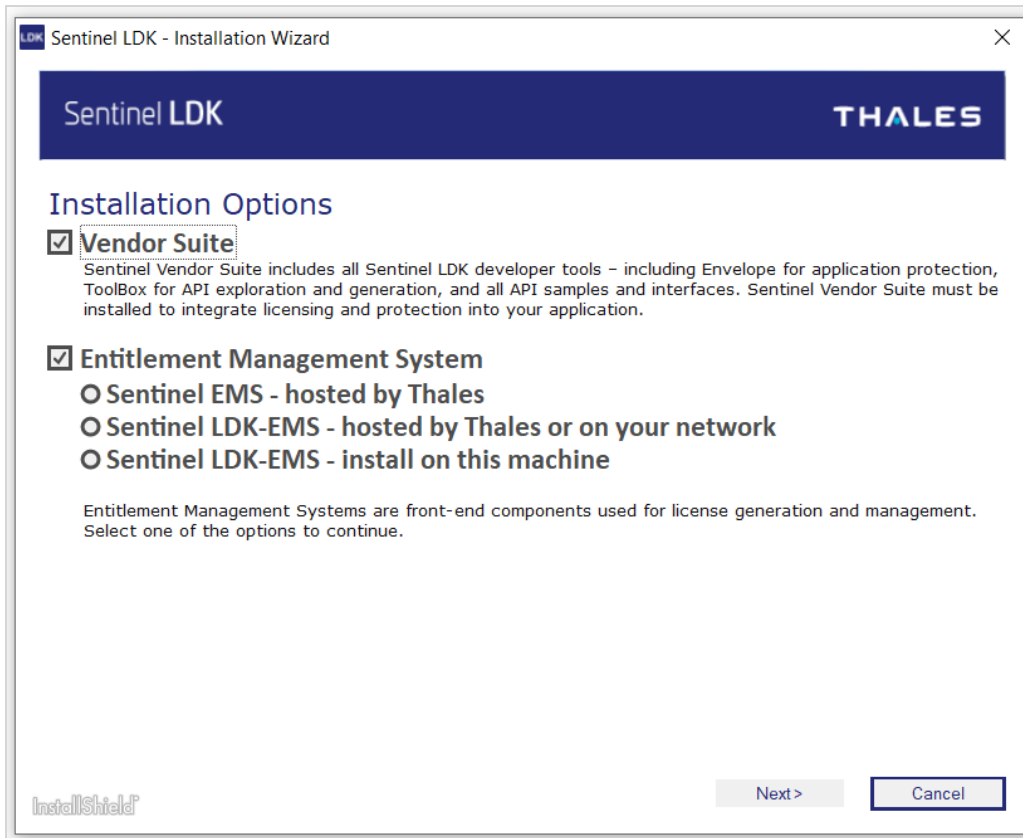 LDK Sentinel LDK - Installation Wizard
Sentinel LDK THALES
Installation Options
Vendor Suite
Sentinel Vendor Suite includes all Sentinel LDK developer tools – including Envelope for application protection,
ToolBox for API exploration and generation, and all API samples and interfaces. Sentinel Vendor Suite must be
installed to integrate licensing and protection into your application.
Entitlement Management System
Sentinel EMS - hosted by Thales
Sentinel LDK-EMS - hosted by Thales or on your network
Sentinel LDK-EMS - install on this machine
Entitlement Management Systems are front-end components used for license generation and management.
Select one of the options to continue.
Next>
Cancel
InstallShield